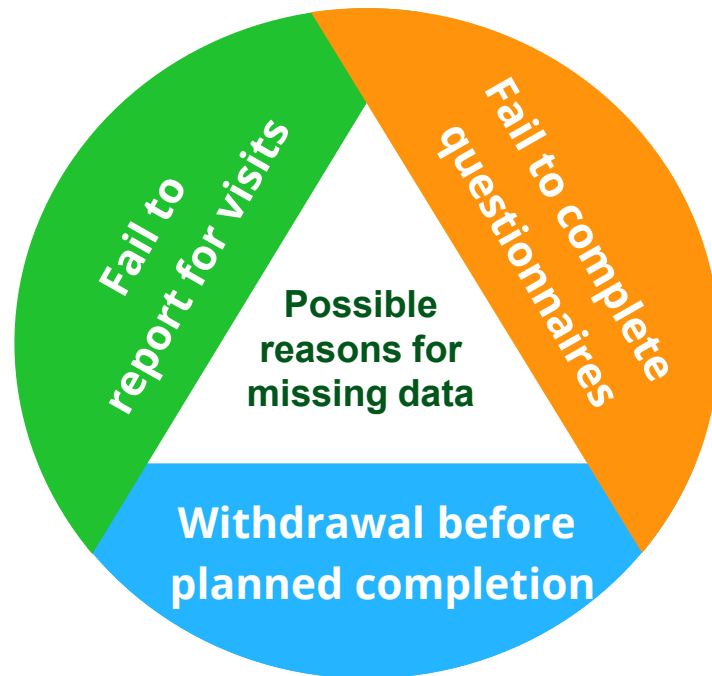 Fail to
report for visits
Fail to complete
questionnaires
Possible
reasons for
missing data
Withdrawal before
planned completion